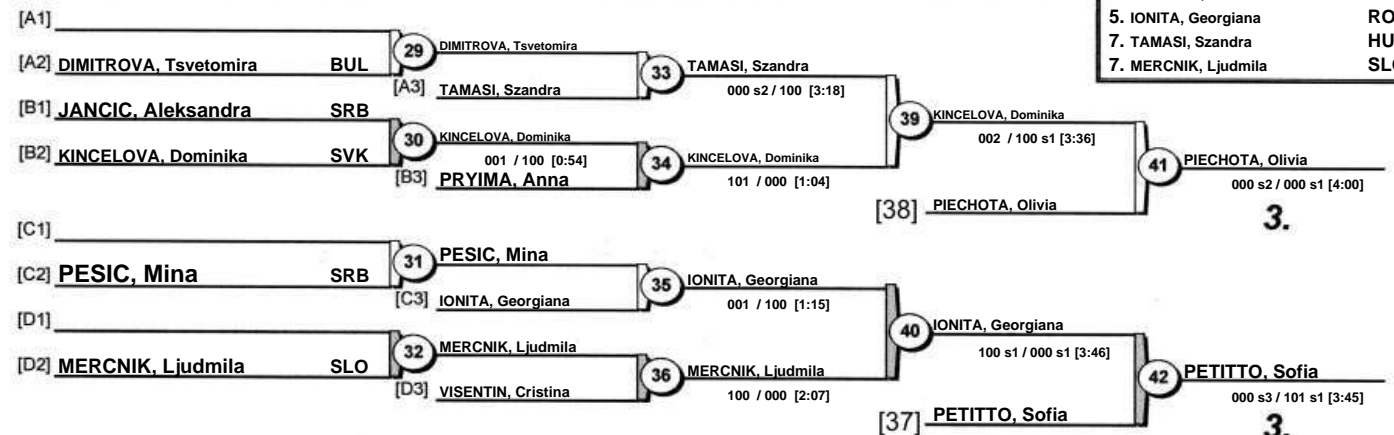 [A1]
[A2] DIMITROVA, Tsvetomira BUL
29
DIMITROVA, Tsvetomira
[A3] TAMASI, Szandra
33
TAMASI, Szandra
000 s2 / 100 [3:18]
[B1] JANCIC, Aleksandra SRB
[B2] KINCELOVA, Dominika SVK
30
KINCELOVA, Dominika
001 / 100 [0:54]
[B3] PRYIMA, Anna
34
KINCELOVA, Dominika
101 / 000 [1:04]
39
KINCELOVA, Dominika
002 / 100 s1 [3:36]
[38] PIECHOTA, Olivia
41
PIECHOTA, Olivia
000 s2 / 000 s1 [4:00]
3.
[C1]
[C2] PESIC, Mina SRB
31
PESIC, Mina
[C3] IONITA, Georgiana
35
IONITA, Georgiana
001 / 100 [1:15]
[D1]
[D2] MERCNIK, Ljudmila SLO
32
MERCNIK, Ljudmila
[D3] VISENTIN, Cristina
36
MERCNIK, Ljudmila
100 / 000 [2:07]
40
IONITA, Georgiana
100 s1 / 000 s1 [3:46]
[37] PETITTO, Sofia
42
PETITTO, Sofia
000 s3 / 101 s1 [3:45]
3.
5. IONITA, Georgiana RO
7. TAMASI, Szandra HU
7. MERCNIK, Ljudmila SLO